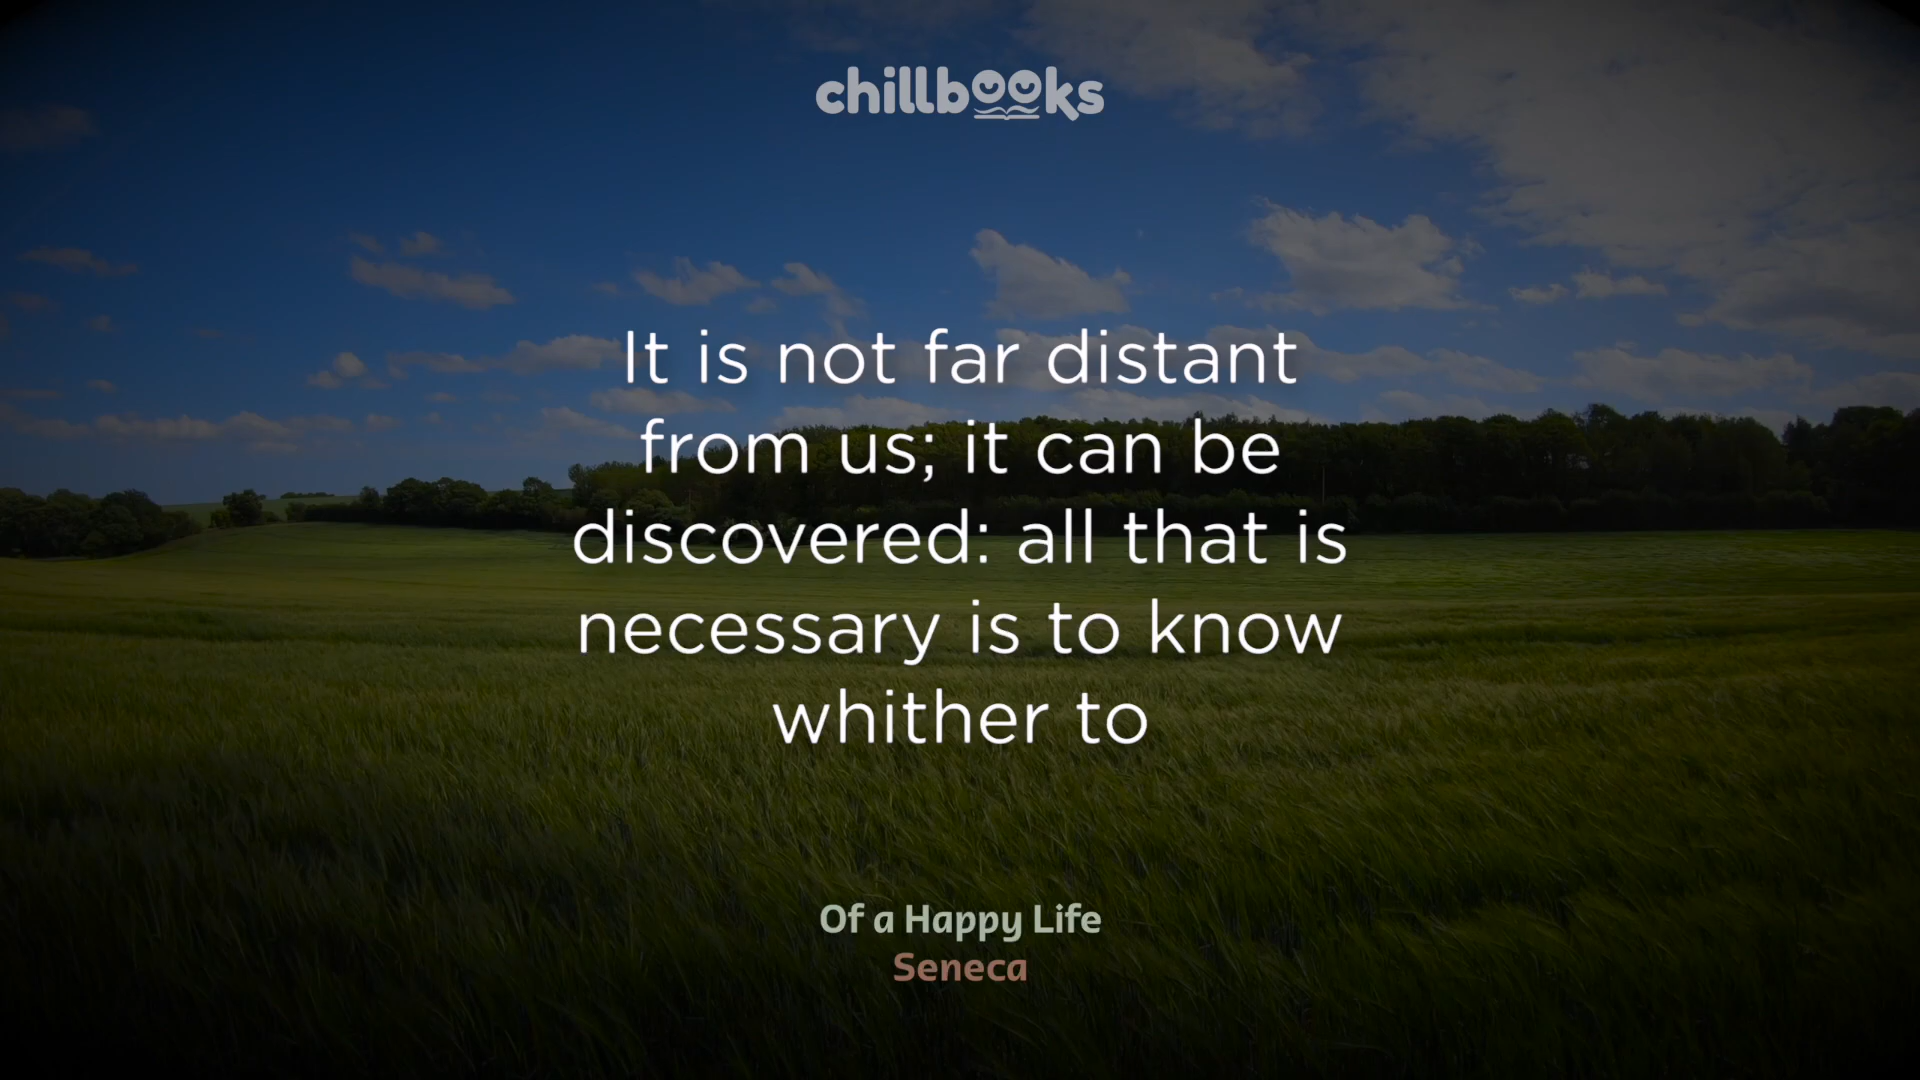 chillbooks
It is not far distant
from us; it can be
discovered: all that is
necessary is to know
whither to
Of a Happy Life
Seneca